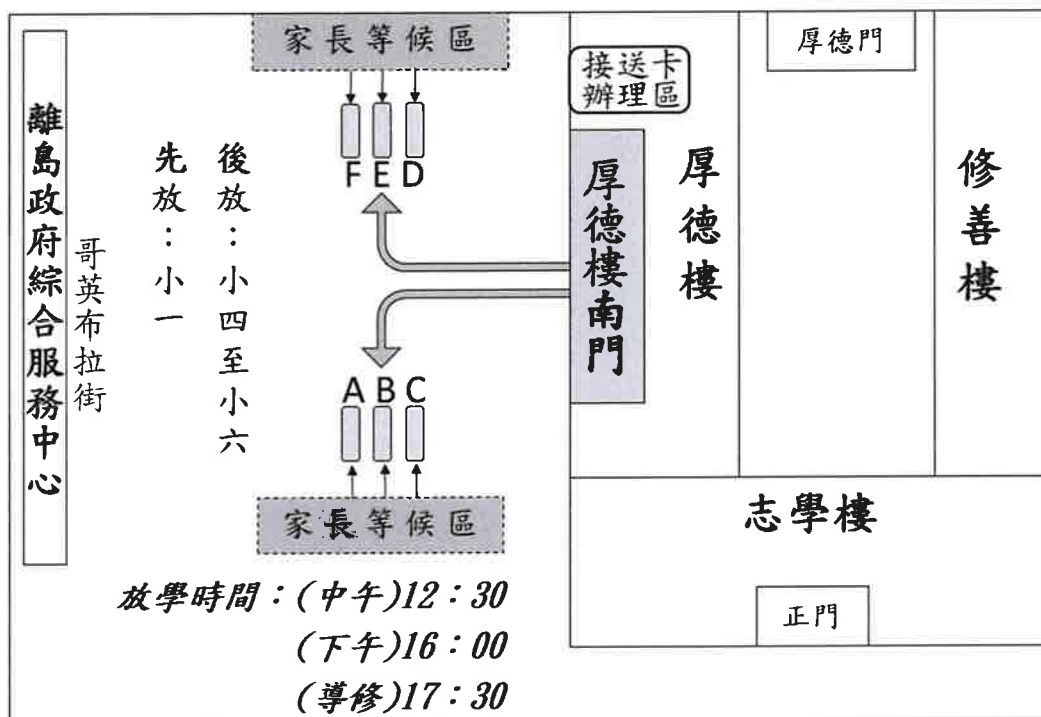 家長等候區
厚德門
接送卡
辦理區
F E D
離島政府綜合服務中心
哥英布拉街
先放：小一
後放：小四至小六
厚德樓南門
厚德樓
修善樓
A B C
家長等候區
志學樓
正門
放學時間：(中午)12：30
(下午)16：00
(導修)17：30